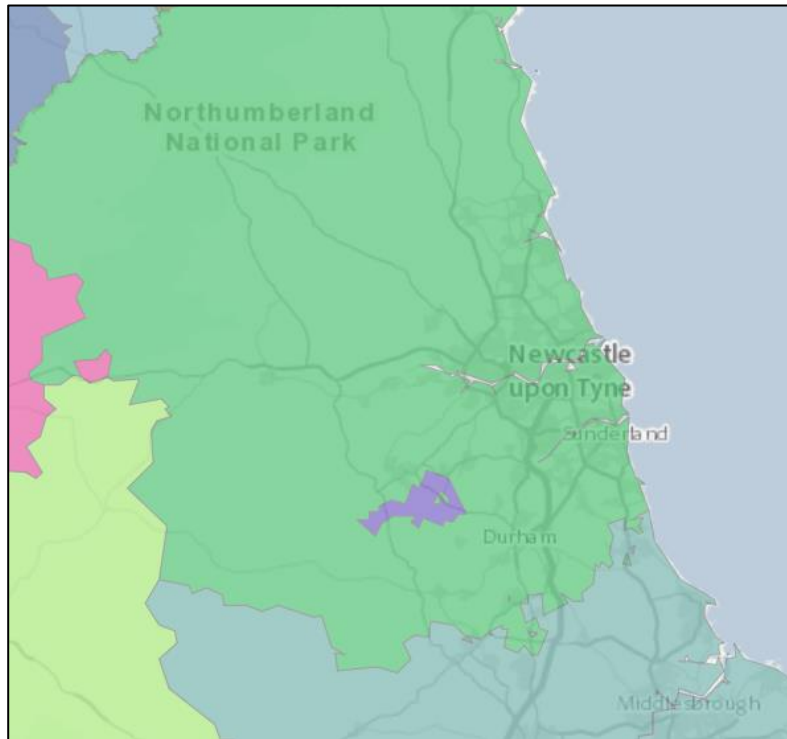 Northumberland
National Park
Newcastle
upon Tyne
Sunderland
Durham
Middlesbrough